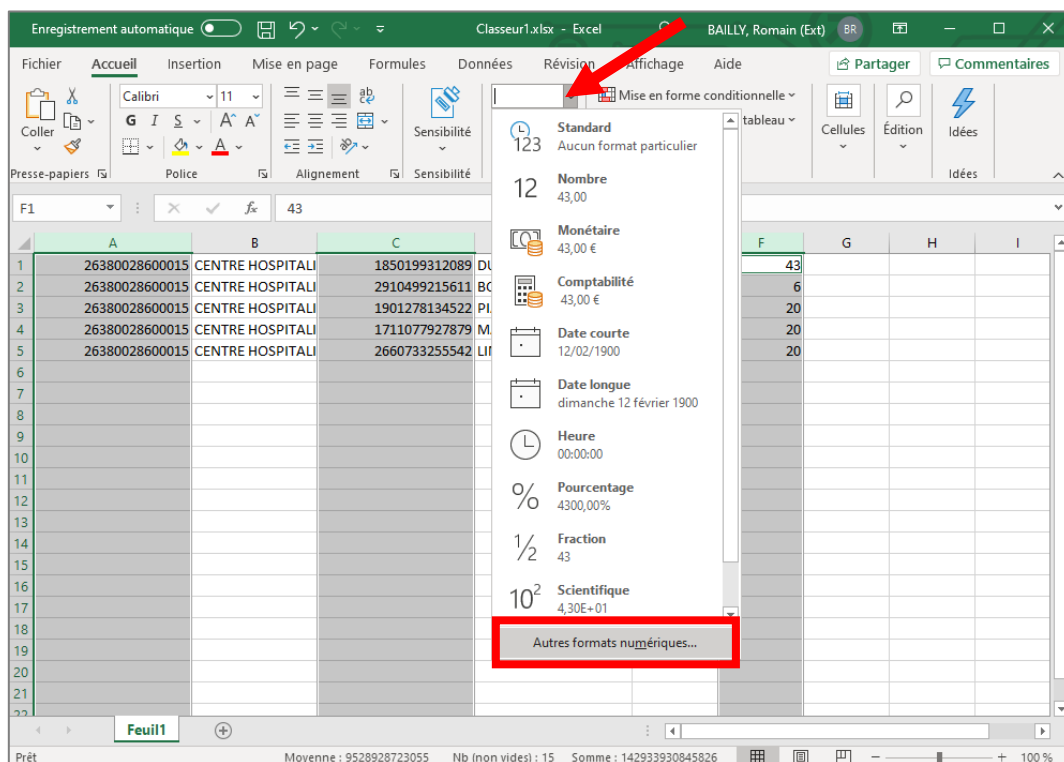 Enregistrement automatique Classeur1.xlsx - Excel BAILLY, Romain (Ext) BR
Fichier Accueil Insertion Mise en page Formules Données Révision Affichage Aide Partager Commentaires
Calibri 11 ab Mise en forme conditionnelle
Coller G I S A A Sensibilité tableau Cellules Édition Idées
Presse-papiers Police Alignement Sensibilité Idées
F1 fx 43
A B C F G H I
1 26380028600015 CENTRE HOSPITALI 1850199312089 43
2 26380028600015 CENTRE HOSPITALI 2910499215611 6
3 26380028600015 CENTRE HOSPITALI 1901278134522 20
4 26380028600015 CENTRE HOSPITALI 1711077927879 20
5 26380028600015 CENTRE HOSPITALI 2660733255542 20
6
7
8
9
10
11
12
13
14
15
16
17
18
19
20
21
22
123 Standard
Aucun format particulier
12 Nombre
43,00
Monétaire
43,00 €
Comptabilité
43,00 €
Date courte
12/02/1900
Date longue
dimanche 12 février 1900
Heure
00:00:00
% Pourcentage
4300,00%
1/2 Fraction
43
10² Scientifique
4,30E+01
Autres formats numériques...
Feuil1
Prêt Moyenne : 9528928723055 Nb (non vides) : 15 Somme : 142933930845826 100 %